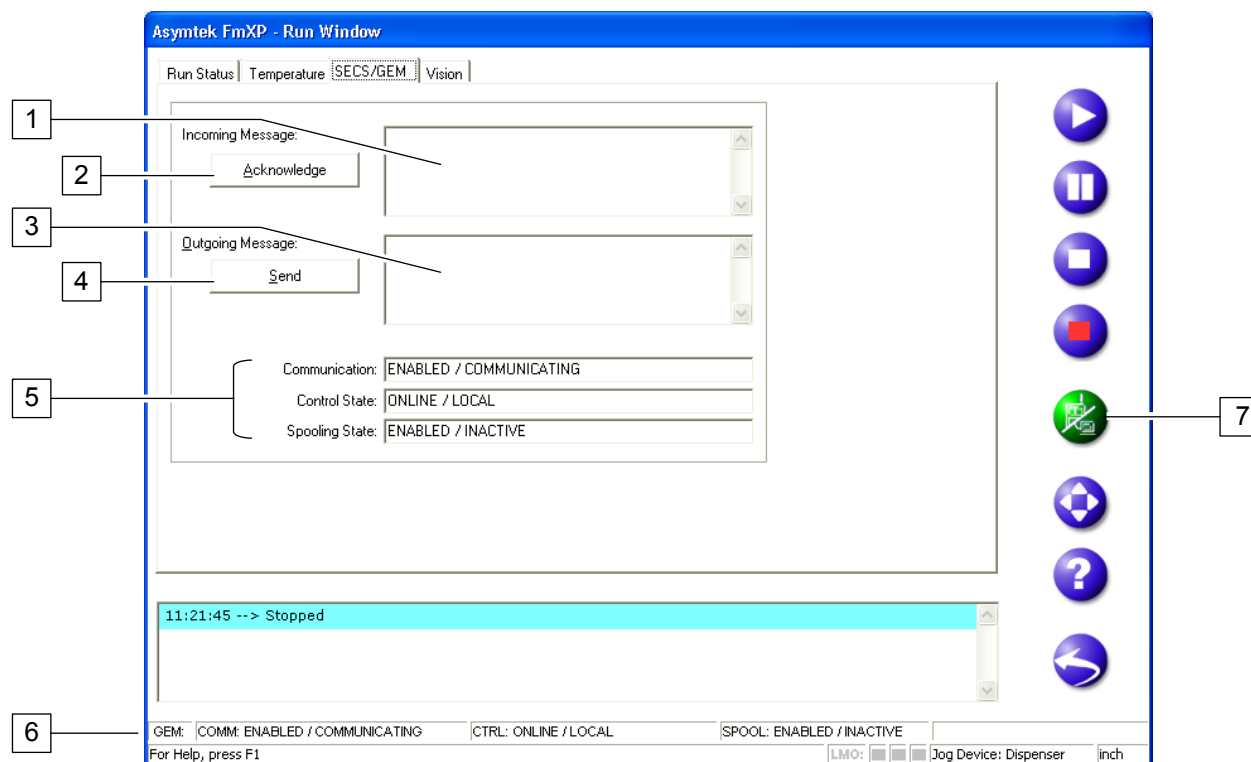 Asymtek FmXP - Run Window
Run Status Temperature SECS/GEM Vision
1
Incoming Message:
2
Acknowledge
3
Outgoing Message:
4
Send
5
Communication: ENABLED / COMMUNICATING
Control State: ONLINE / LOCAL
Spooling State: ENABLED / INACTIVE
7
11:21:45 --> Stopped
6
GEM: COMM: ENABLED / COMMUNICATING CTRL: ONLINE / LOCAL SPOOL: ENABLED / INACTIVE
For Help, press F1 LMO: Jog Device: Dispenser inch